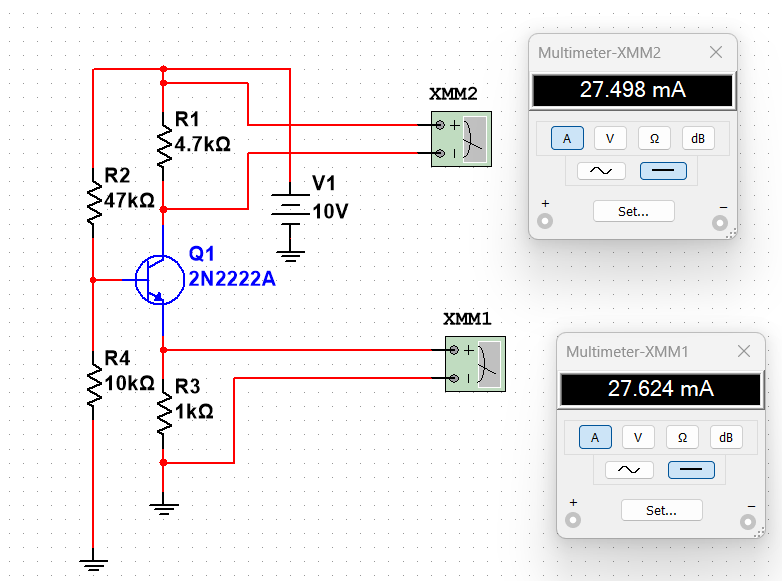 XMM2
R1
4.7kΩ
R2
47kΩ
V1
10V
Q1
2N2222A
XMM1
R4
10kΩ
R3
1kΩ
Multimeter-XMM2
27.498 mA
A V Ω dB
+ Set... −
Multimeter-XMM1
27.624 mA
A V Ω dB
+ Set... −